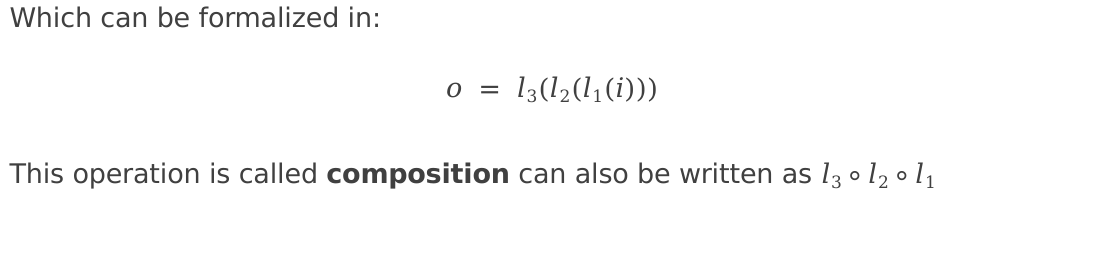 Which can be formalized in:
o = l₃(l₂(l₁(i)))
This operation is called composition can also be written as l₃ ∘ l₂ ∘ l₁